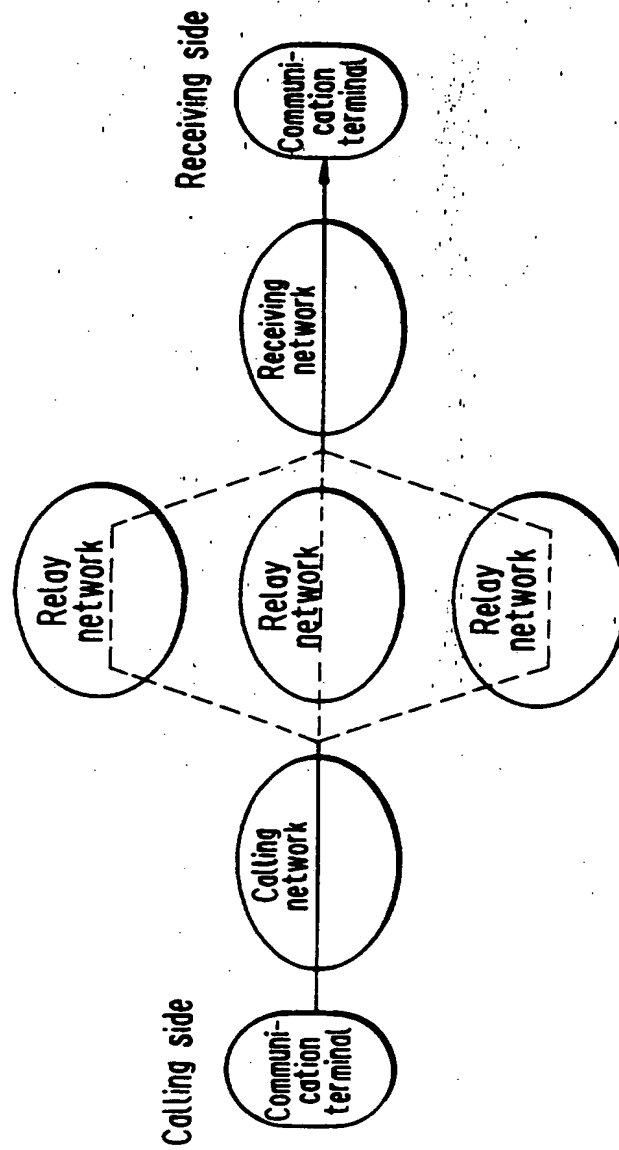 Calling side
Communi-
cation
terminal
Calling
network
Relay
network
Relay
network
Relay
network
Receiving
network
Receiving side
Communi-
cation
terminal